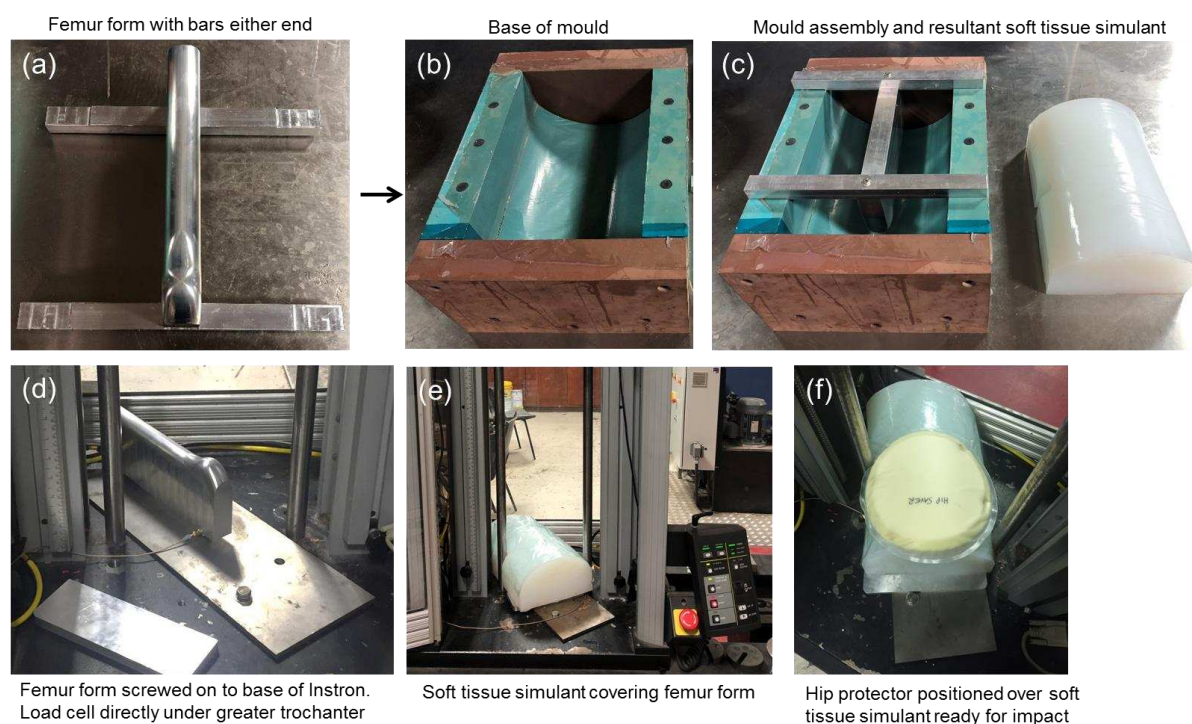 Femur form with bars either end
Base of mould
Mould assembly and resultant soft tissue simulant
(a)
(b)
(c)
(d)
(e)
(f)
HIP SAVER
Femur form screwed on to base of Instron.
Load cell directly under greater trochanter
Soft tissue simulant covering femur form
Hip protector positioned over soft
tissue simulant ready for impact